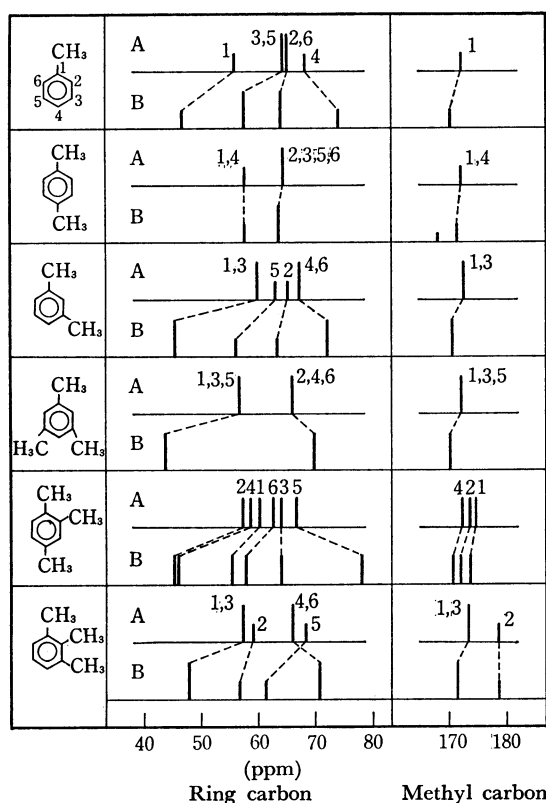 CH₃
1
6 2
5 3
4
A 1 3,5 2,6 4 1
B
CH₃
CH₃
A 1,4 2,3,5,6 1,4
B
CH₃
CH₃
A 1,3 5 2 4,6 1,3
B
CH₃
H₃C CH₃
A 1,3,5 2,4,6 1,3,5
B
CH₃
CH₃
CH₃
A 2 4 1 6 3 5 4 2 1
B
CH₃
CH₃
CH₃
A 1,3 2 4,6 5 1,3 2
B
40 50 60 70 80 170 180
(ppm)
Ring carbon Methyl carbon